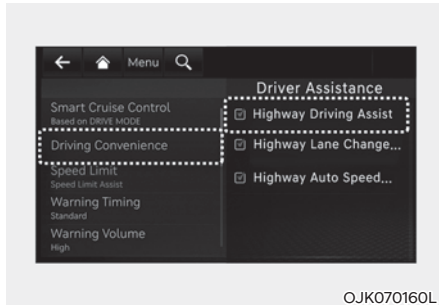 Menu
Driver Assistance
Smart Cruise Control
Based on DRIVE MODE
Driving Convenience
Speed Limit
Speed Limit Assist
Warning Timing
Standard
Warning Volume
High
Highway Driving Assist
Highway Lane Change...
Highway Auto Speed...
OJK070160L